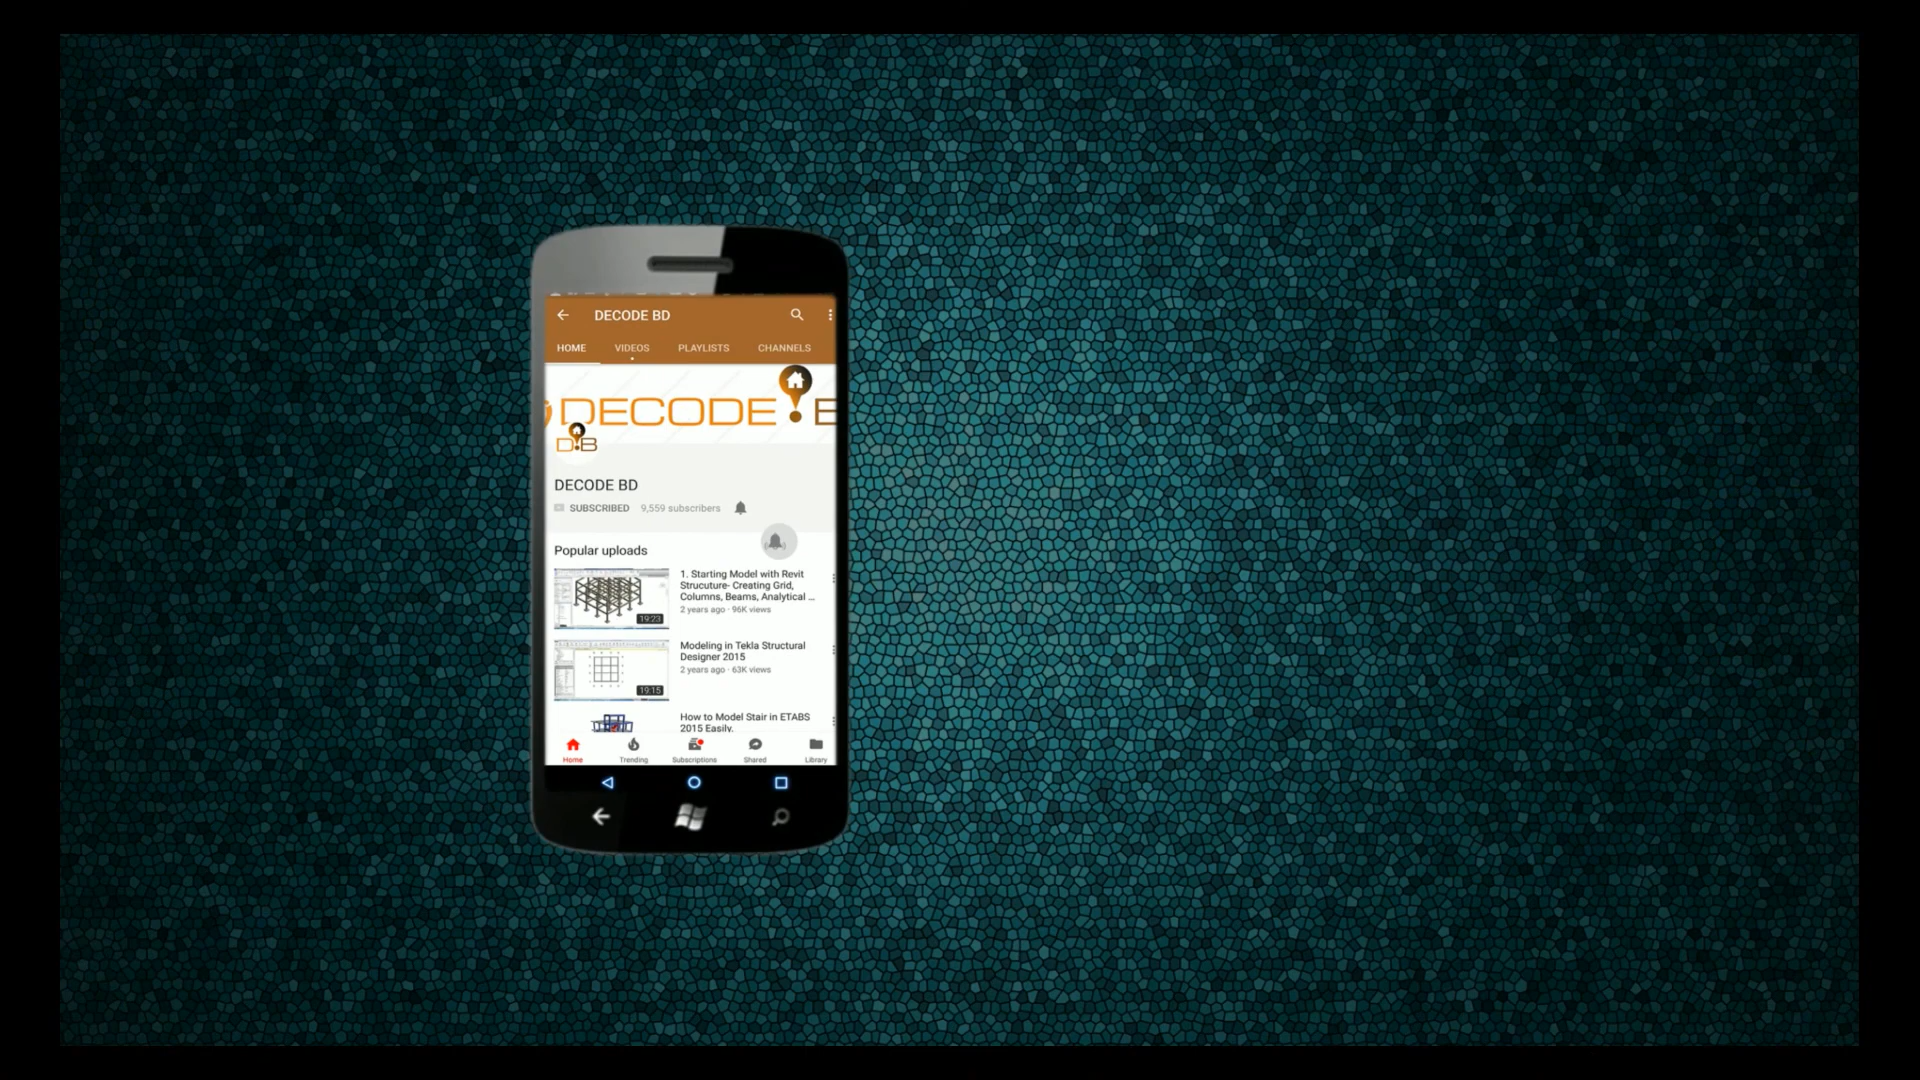 DECODE BD
HOME VIDEOS PLAYLISTS CHANNELS
DECODE B
D B
DECODE BD
SUBSCRIBED 9,559 subscribers
Popular uploads
1. Starting Model with Revit
Strucuture- Creating Grid,
Columns, Beams, Analytical ...
2 years ago · 96K views
19:23
Modeling in Tekla Structural
Designer 2015
2 years ago · 63K views
19:15
How to Model Stair in ETABS
2015 Easily.
Home Trending Subscriptions Shared Library